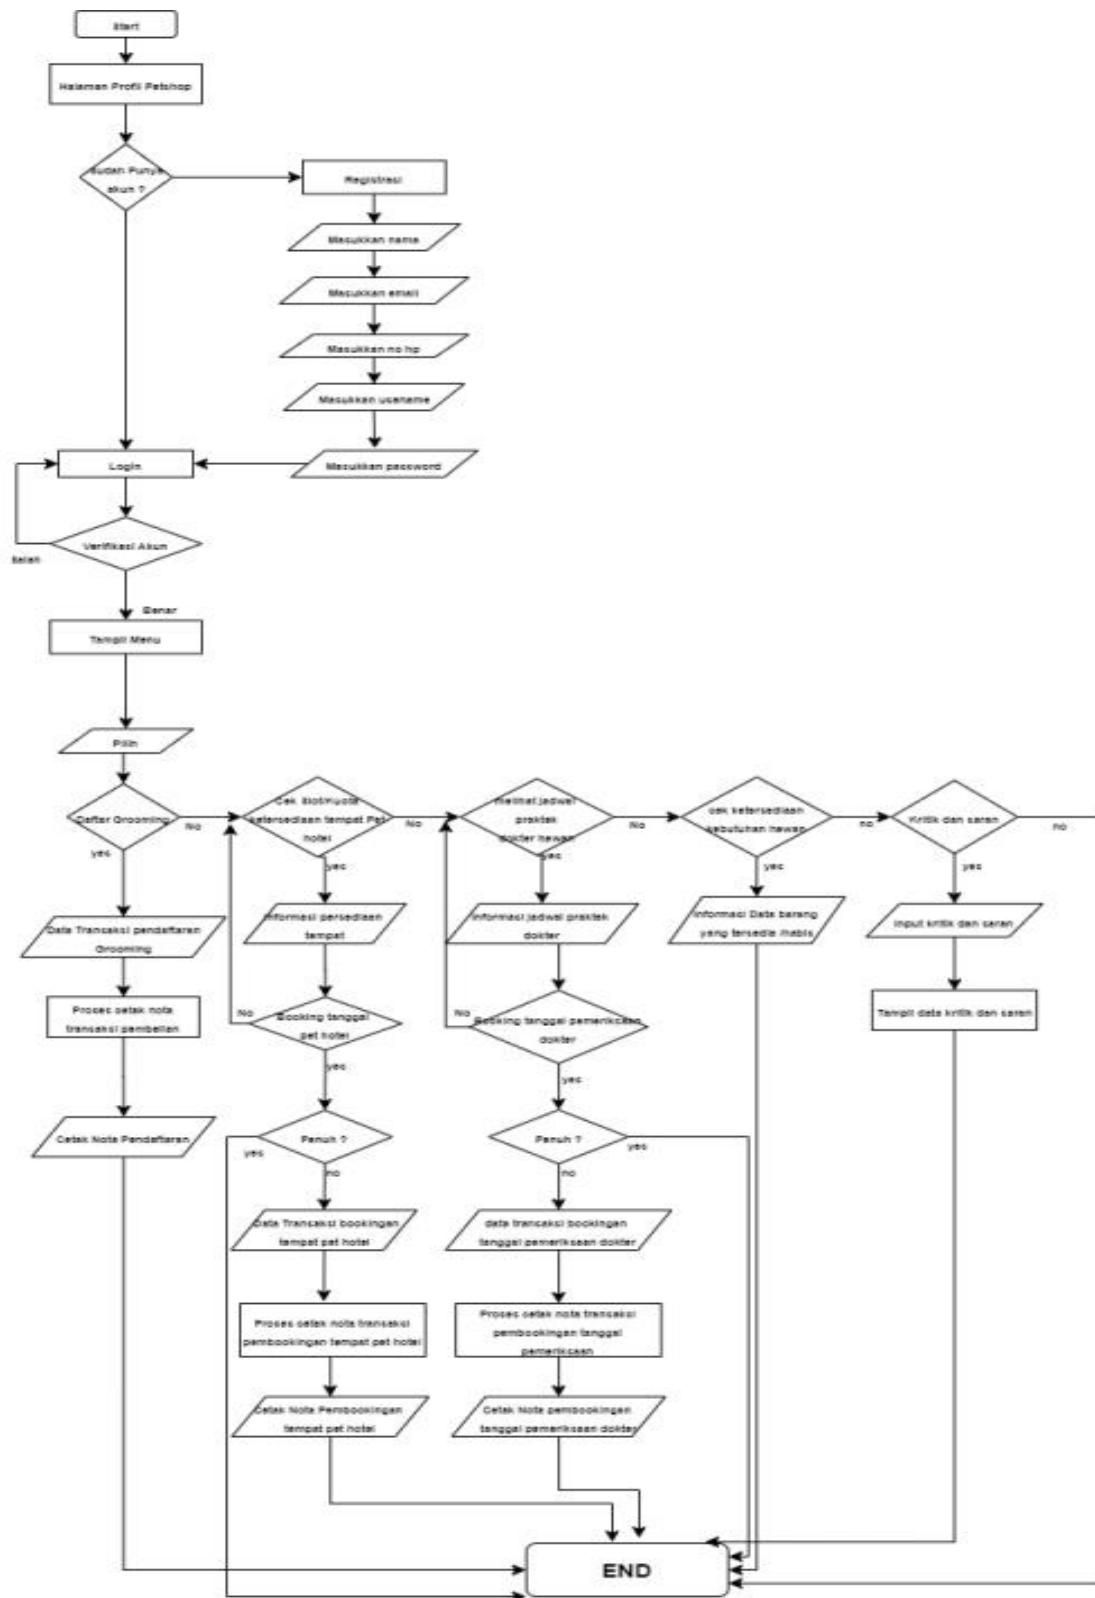 Start
Halaman Profil Petshop
Sudah Punya
akun ?
Registrasi
Masukkan nama
Masukkan email
Masukkan no hp
Masukkan usename
Masukkan password
Login
Verifikasi Akun
Salah
Benar
Tampil Menu
Pilih
Daftar Grooming
No
yes
Cek Slot/kuota
ketersediaan tempat Pet
hotel
No
yes
melihat jadwal
praktek
dokter hewan
No
yes
cek ketersediaan
kebutuhan hewan
no
yes
Kritik dan saran
no
yes
Data Transaksi pendaftaran
Grooming
Informasi persediaan
tempat
Informasi jadwal praktek
dokter
Informasi Data barang
yang tersedia /habis
Input kritik dan saran
Proses cetak nota
transaksi pembelian
No
Booking tanggal
pet hotel
yes
No
Booking tanggal pemeriksaan
dokter
yes
Tampil data kritik dan saran
Cetak Nota Pendaftaran
Penuh ?
yes
no
Penuh ?
yes
no
Data Transaksi bookingan
tempat pet hotel
data transaksi bookingan
tanggal pemeriksaan dokter
Proses cetak nota transaksi
pembookingan tempat pet hotel
Proses cetak nota transaksi
pembookingan tanggal
pemeriksaan
Cetak Nota Pembookingan
tempat pet hotel
Cetak Nota pembookingan
tanggal pemeriksaan dokter
END